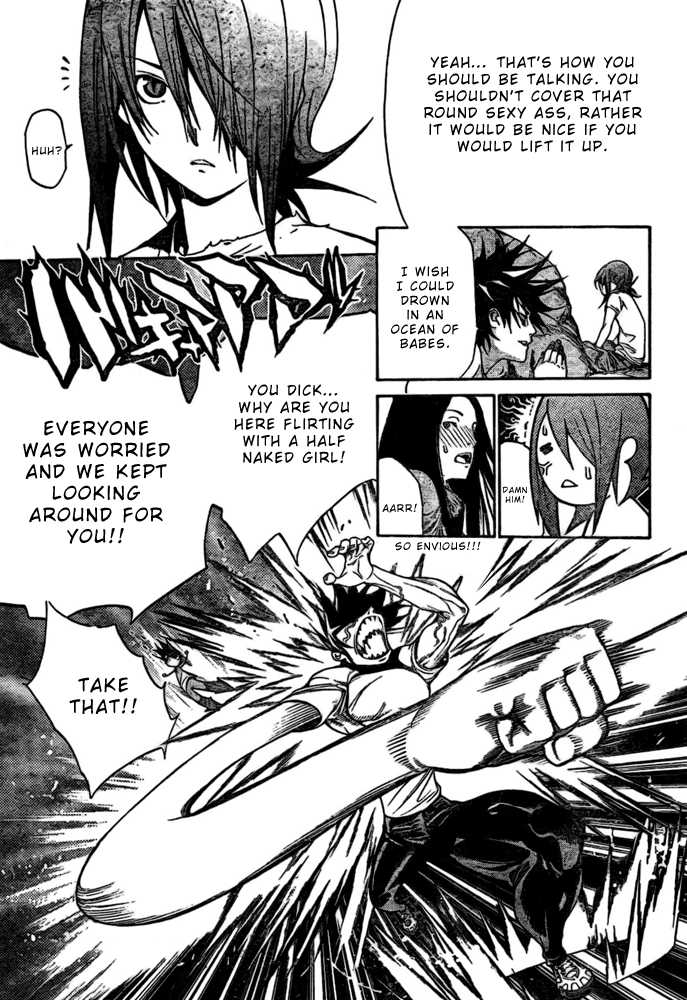 YEAH... THAT'S HOW YOU
SHOULD BE TALKING. YOU
SHOULDN'T COVER THAT
ROUND SEXY ASS, RATHER
IT WOULD BE NICE IF YOU
WOULD LIFT IT UP.
HUH?
I WISH
I COULD
DROWN
IN AN
OCEAN OF
BABES.
YOU DICK...
WHY ARE YOU
HERE FLIRTING
WITH A HALF
NAKED GIRL!
EVERYONE
WAS WORRIED
AND WE KEPT
LOOKING
AROUND FOR
YOU!!
AARR!
DAMN
HIM!
SO ENVIOUS!!!
TAKE
THAT!!